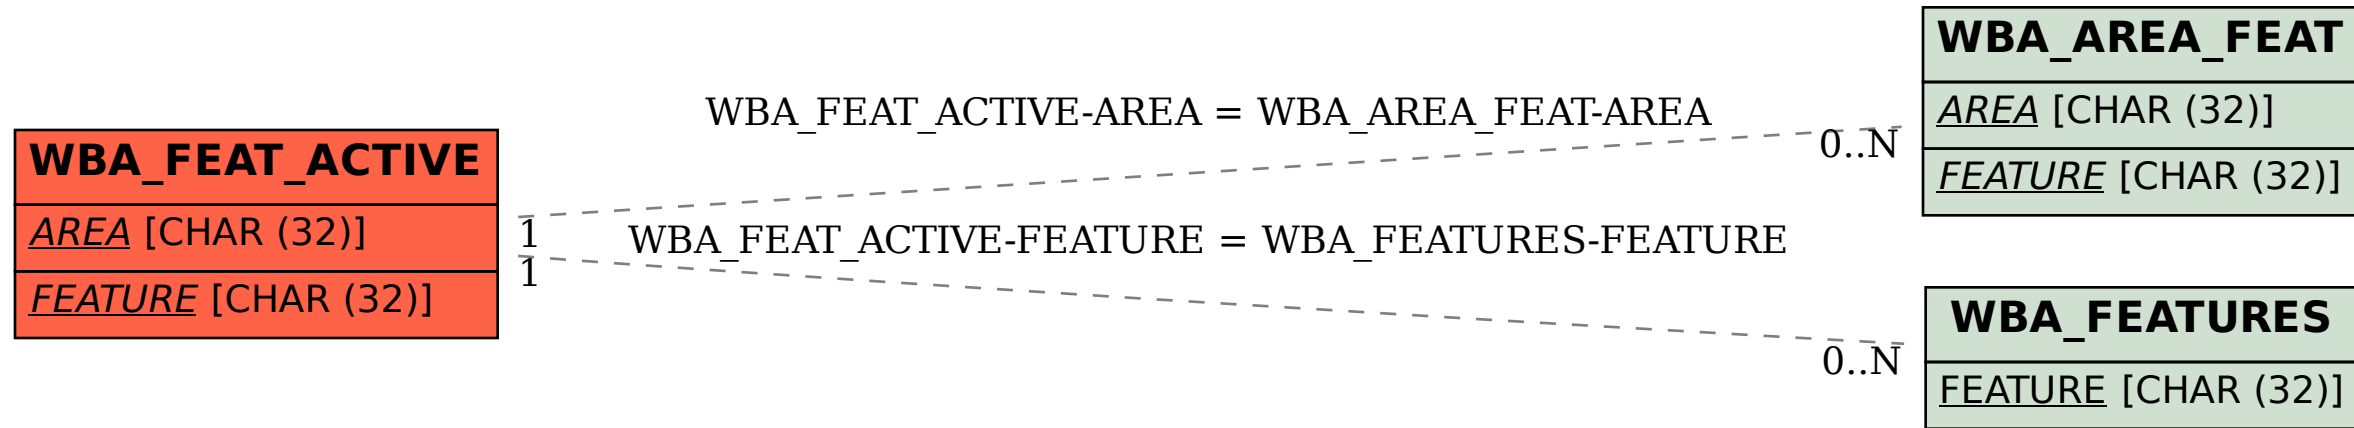 WBA_FEAT_ACTIVE
AREA [CHAR (32)]
FEATURE [CHAR (32)]
WBA_FEAT_ACTIVE-AREA = WBA_AREA_FEAT-AREA
0..N
1
WBA_FEAT_ACTIVE-FEATURE = WBA_FEATURES-FEATURE
1
0..N
WBA_AREA_FEAT
AREA [CHAR (32)]
FEATURE [CHAR (32)]
WBA_FEATURES
FEATURE [CHAR (32)]